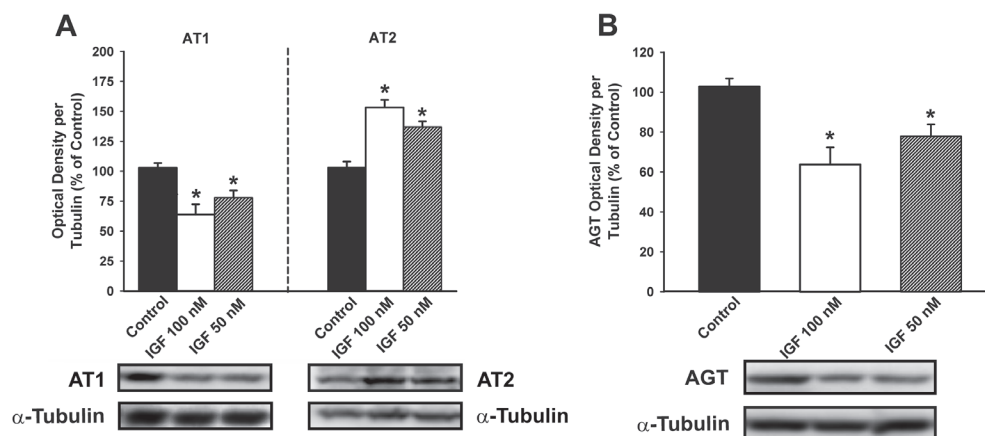 A
AT1
AT2
Optical Density per
Tubulin (% of Control)
200
175
150
125
100
75
50
25
0
*
*
*
*
Control
IGF 100 nM
IGF 50 nM
Control
IGF 100 nM
IGF 50 nM
AT1
AT2
α-Tubulin
α-Tubulin
B
AGT Optical Density per
Tubulin (% of Control)
120
100
80
60
40
20
0
*
*
Control
IGF 100 nM
IGF 50 nM
AGT
α-Tubulin